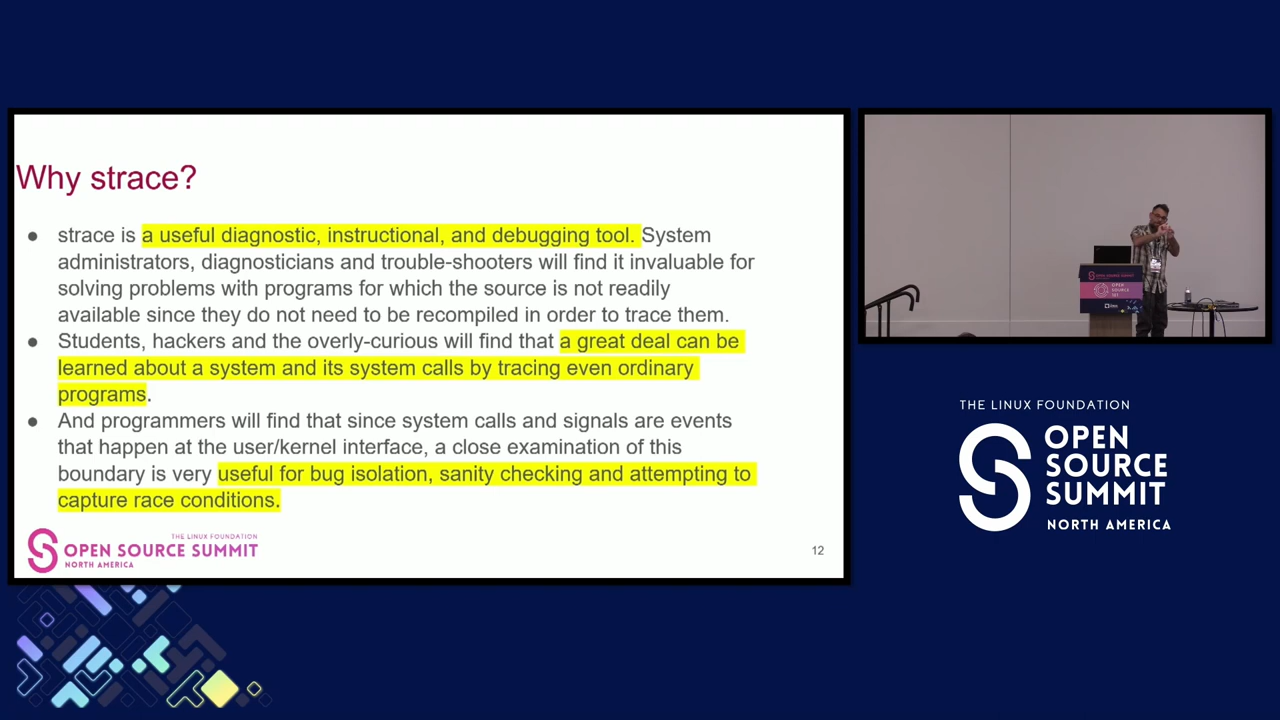 Why strace?
● strace is a useful diagnostic, instructional, and debugging tool. System
administrators, diagnosticians and trouble-shooters will find it invaluable for
solving problems with programs for which the source is not readily
available since they do not need to be recompiled in order to trace them.
● Students, hackers and the overly-curious will find that a great deal can be
learned about a system and its system calls by tracing even ordinary
programs.
● And programmers will find that since system calls and signals are events
that happen at the user/kernel interface, a close examination of this
boundary is very useful for bug isolation, sanity checking and attempting to
capture race conditions.
THE LINUX FOUNDATION
OPEN SOURCE SUMMIT
NORTH AMERICA
12
OPEN SOURCE SUMMIT
OPEN
SOURCE
THE LINUX FOUNDATION
OPEN
SOURCE
SUMMIT
NORTH AMERICA